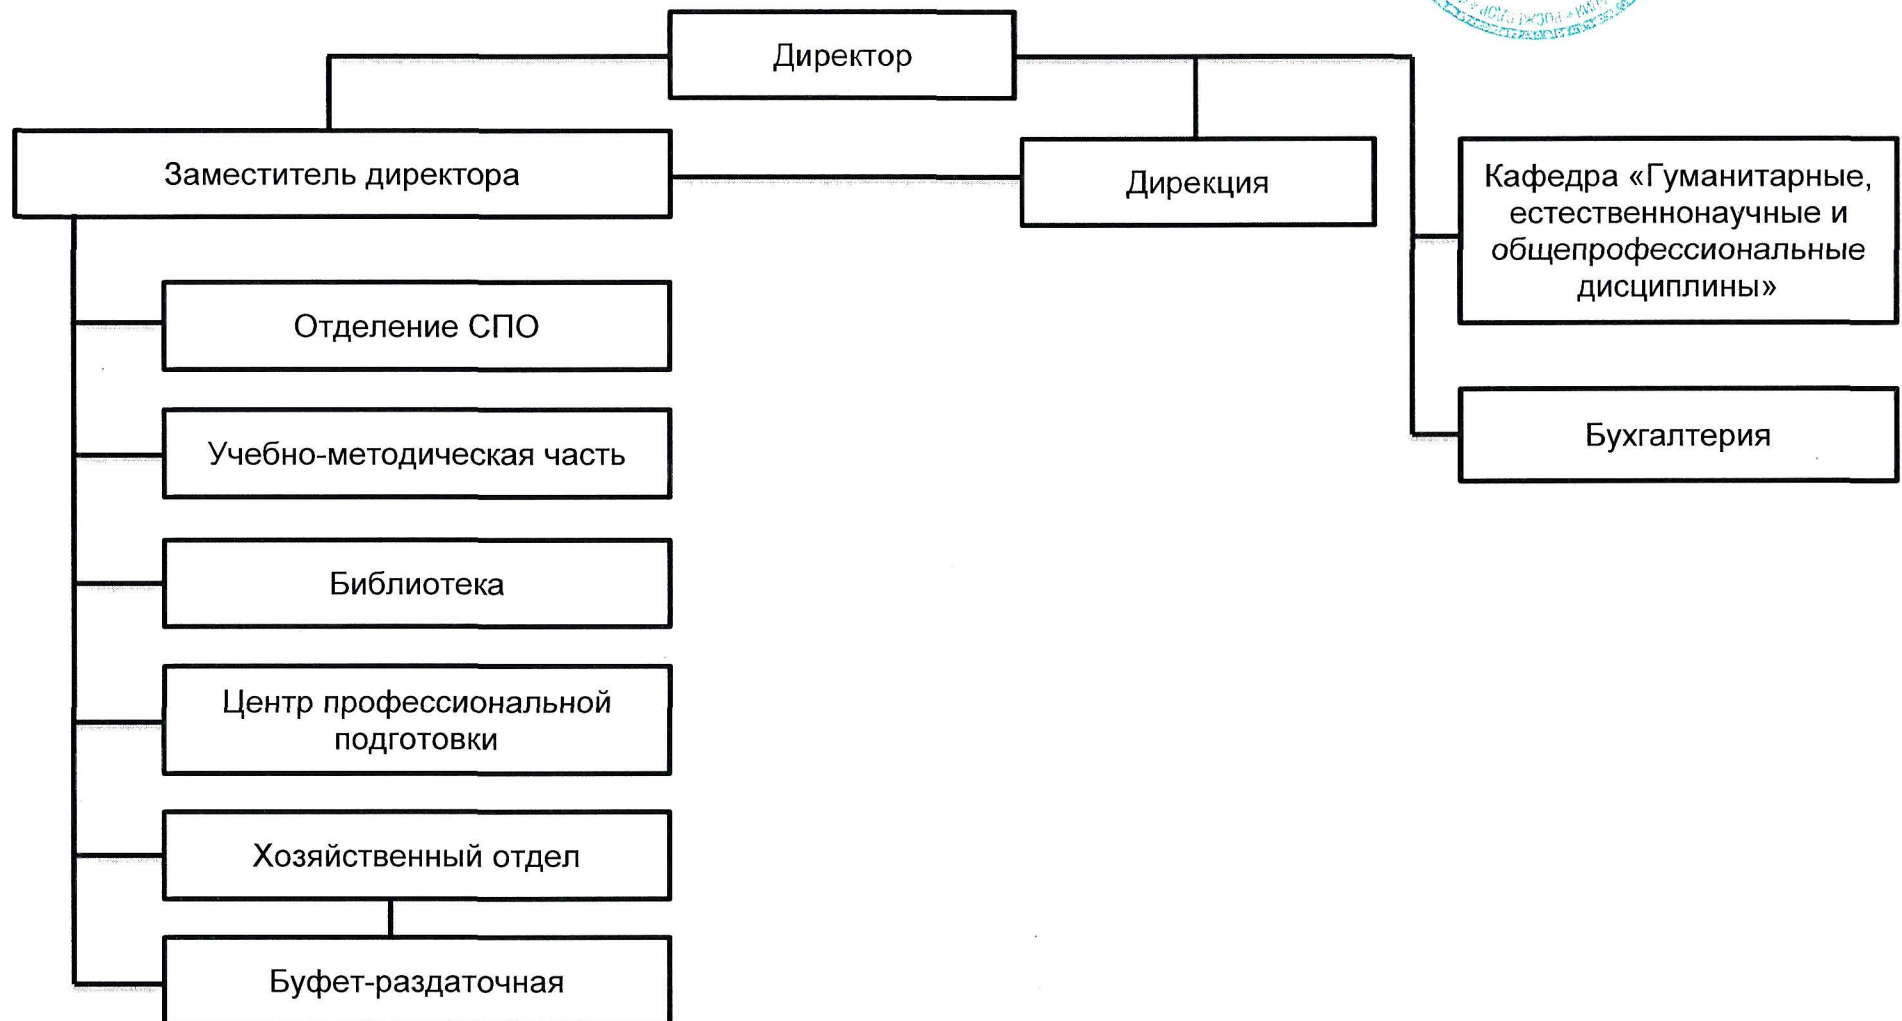 Директор
Заместитель директора
Дирекция
Кафедра «Гуманитарные,
естественнонаучные и
общепрофессиональные
дисциплины»
Отделение СПО
Бухгалтерия
Учебно-методическая часть
Библиотека
Центр профессиональной
подготовки
Хозяйственный отдел
Буфет-раздаточная